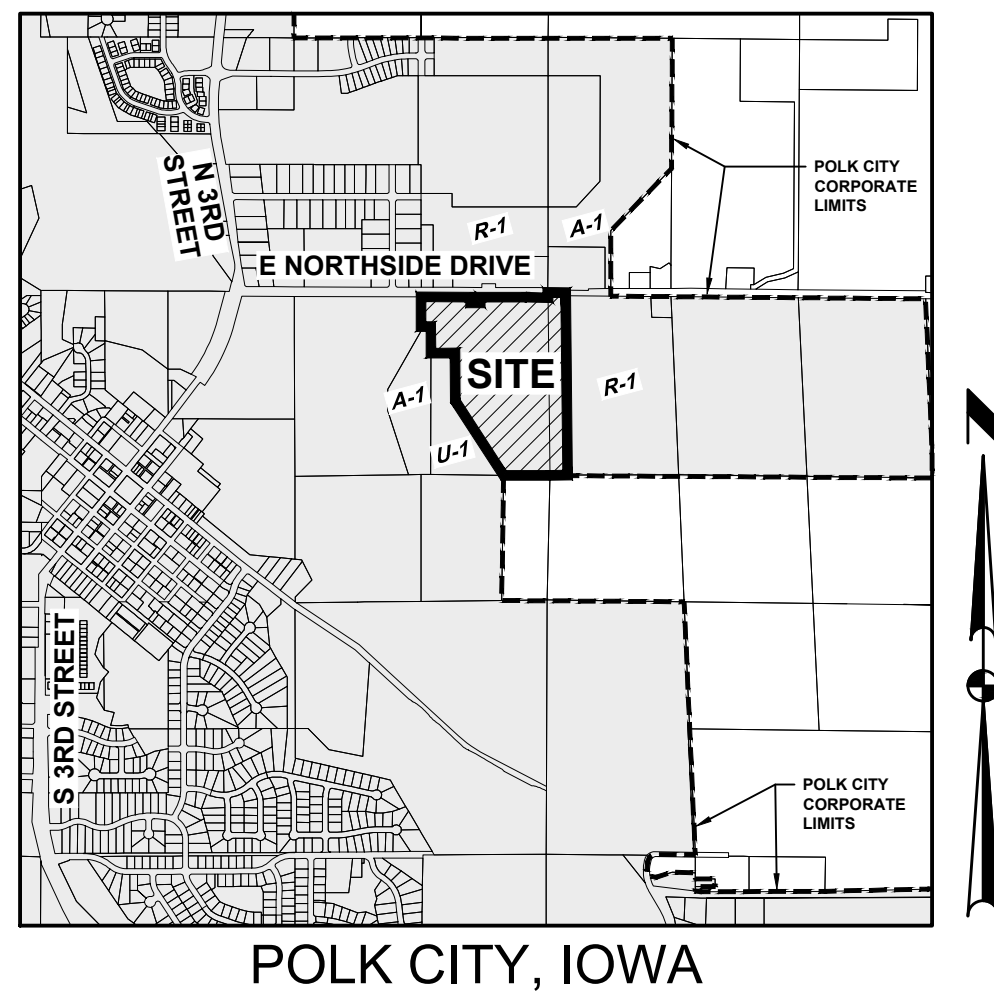 N 3RD
STREET
POLK CITY
CORPORATE
LIMITS
R-1
A-1
E NORTHSIDE DRIVE
SITE
R-1
A-1
U-1
S 3RD STREET
POLK CITY
CORPORATE
LIMITS
POLK CITY, IOWA